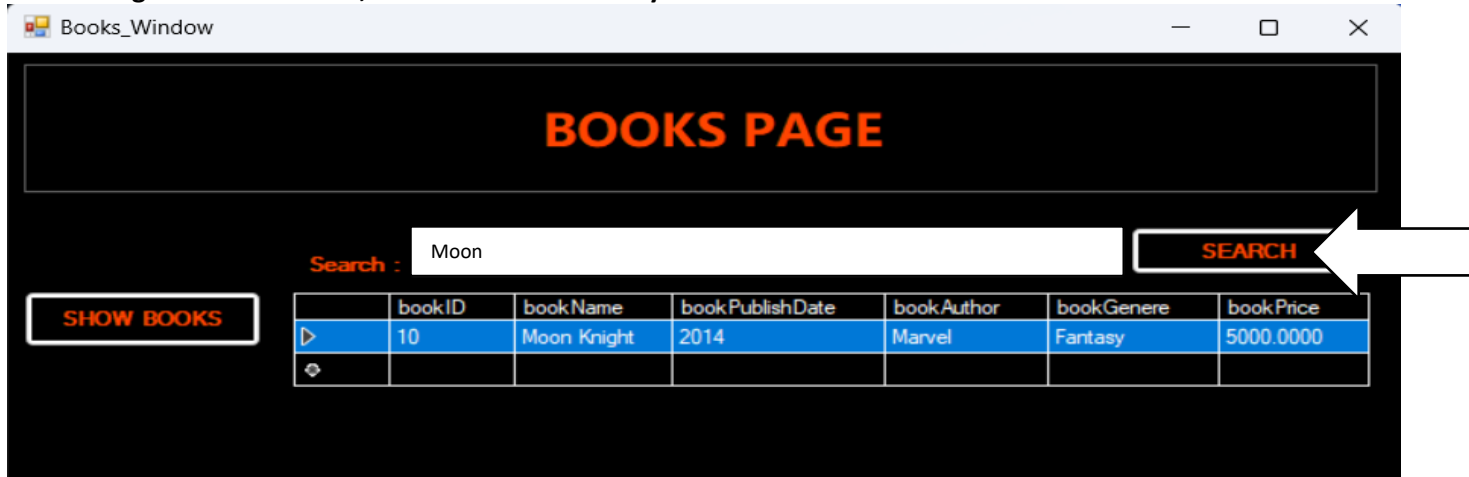 Books_Window
BOOKS PAGE
Search : Moon SEARCH
SHOW BOOKS
bookID bookName bookPublishDate bookAuthor bookGenere bookPrice
10 Moon Knight 2014 Marvel Fantasy 5000.0000